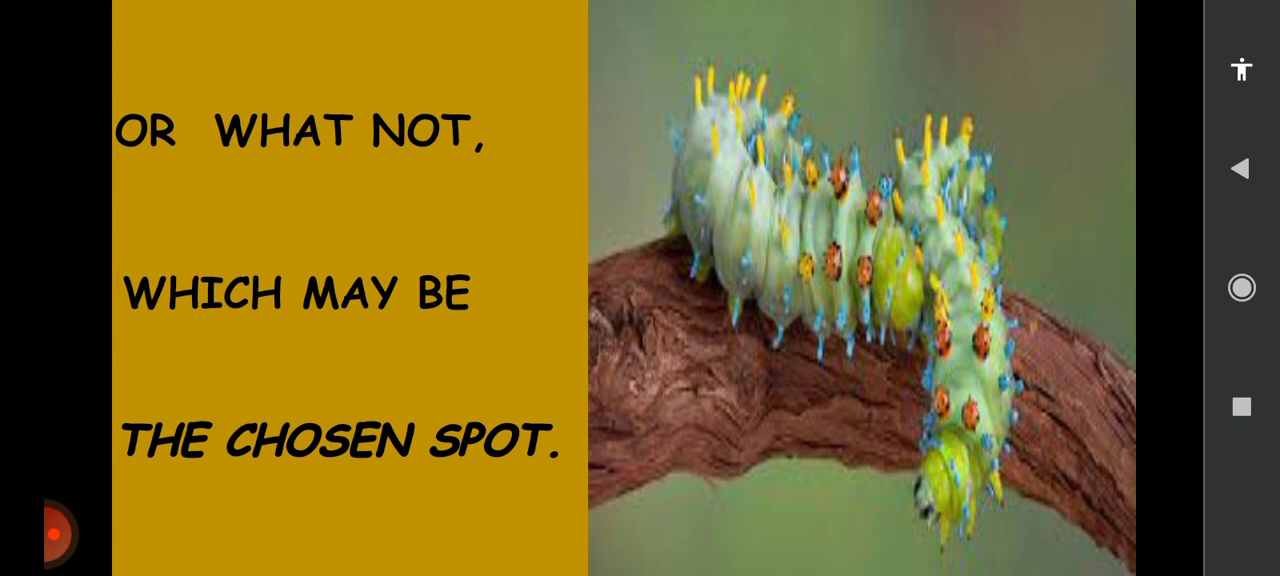 OR WHAT NOT,
WHICH MAY BE
THE CHOSEN SPOT.